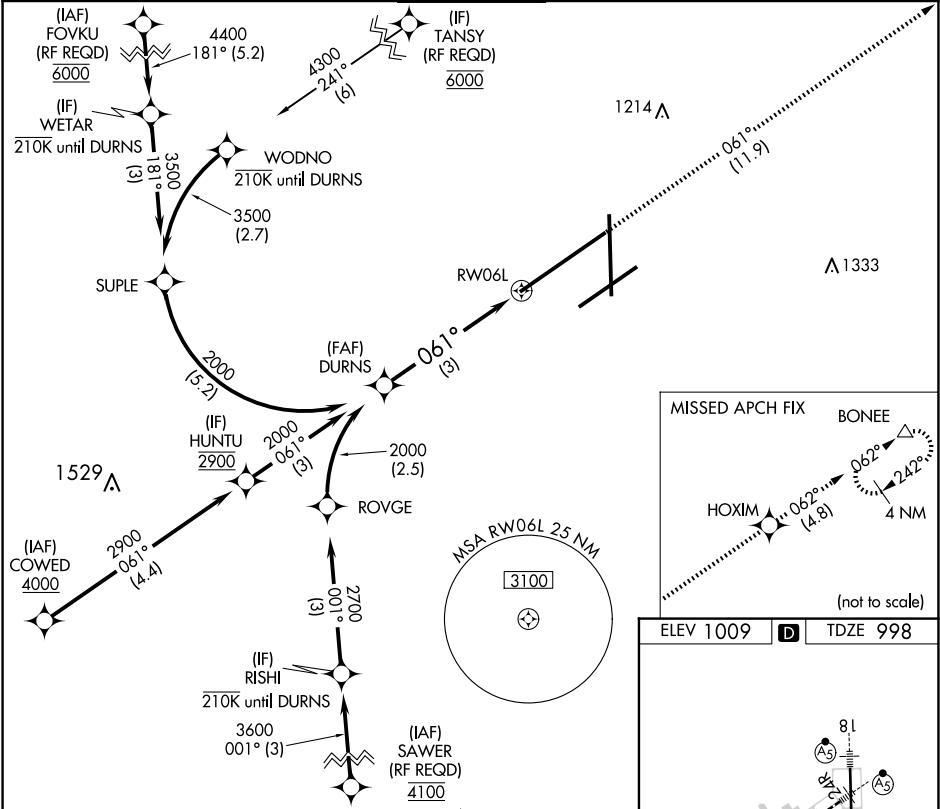 (IAF)
FOVKU
(RF REQD)
6000
4400
181° (5.2)
(IF)
TANSY
(RF REQD)
6000
4300
241°
(6)
1214
(IF)
WETAR
210K until DURNS
3500
181°
(3)
WODNO
210K until DURNS
3500
(2.7)
061°
(11.9)
1333
SUPLE
RW06L
2000
(5.2)
(FAF)
DURNS
061°
(3)
(IF)
HUNTU
2900
2000
061°
(3)
2000
(2.5)
1529
ROVGE
(IAF)
COWED
4000
2900
061°
(4.4)
MSA RW06L 25 NM
3100
2700
001°
(3)
(IF)
RISHI
210K until DURNS
3600
001° (3)
(IAF)
SAWER
(RF REQD)
4100
MISSED APCH FIX
BONEE
062°
242°
4 NM
HOXIM
062°
(4.8)
(not to scale)
ELEV 1009 D TDZE 998
18
A5
24R
A5